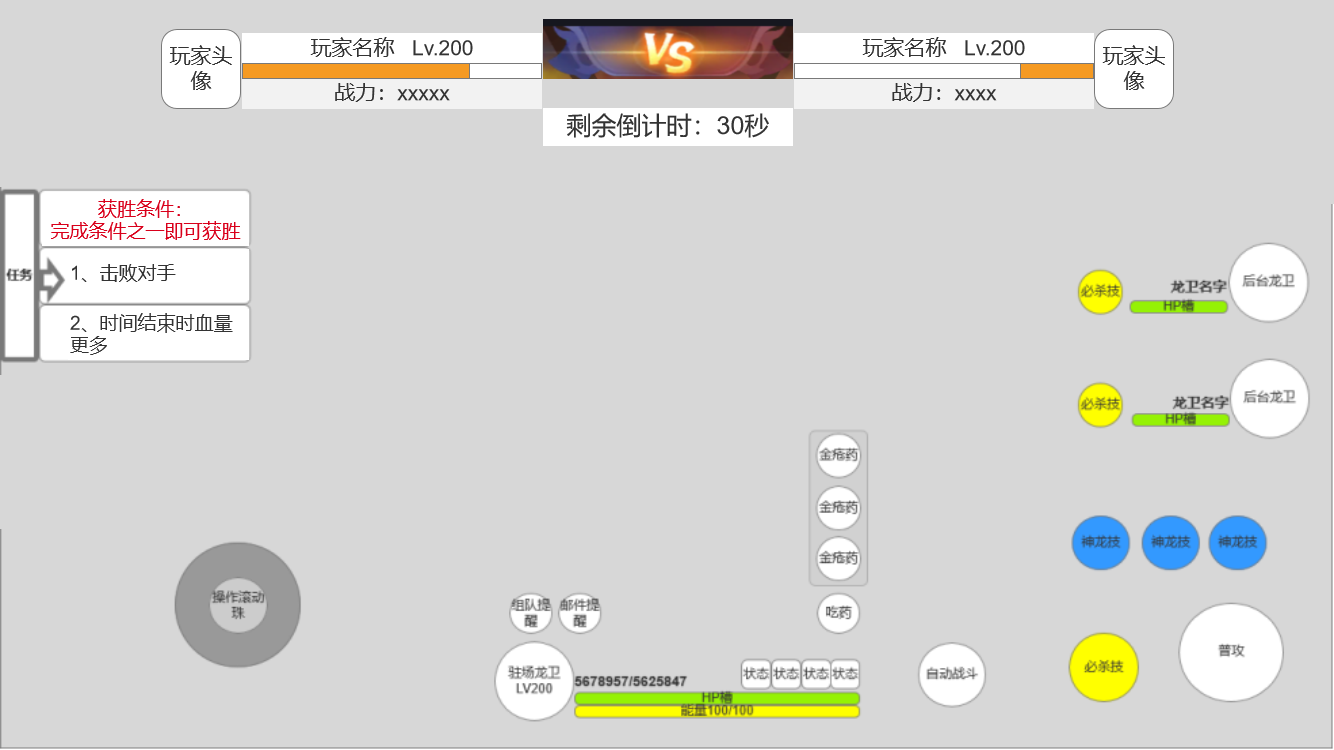 玩家头
像
玩家名称 Lv.200
战力：xxxxx
VS
剩余倒计时：30秒
玩家名称 Lv.200
战力：xxxx
玩家头
像
任务
获胜条件：
完成条件之一即可获胜
1、击败对手
2、时间结束时血量
更多
必杀技
龙卫名字
HP槽
后台龙卫
必杀技
龙卫名字
HP槽
后台龙卫
金疮药
金疮药
金疮药
吃药
神龙技
神龙技
神龙技
操作滚动
珠
组队提
醒
邮件提
醒
驻场龙卫
LV200
5678957/5625847
状态
状态
状态
状态
HP槽
能量100/100
自动战斗
必杀技
普攻